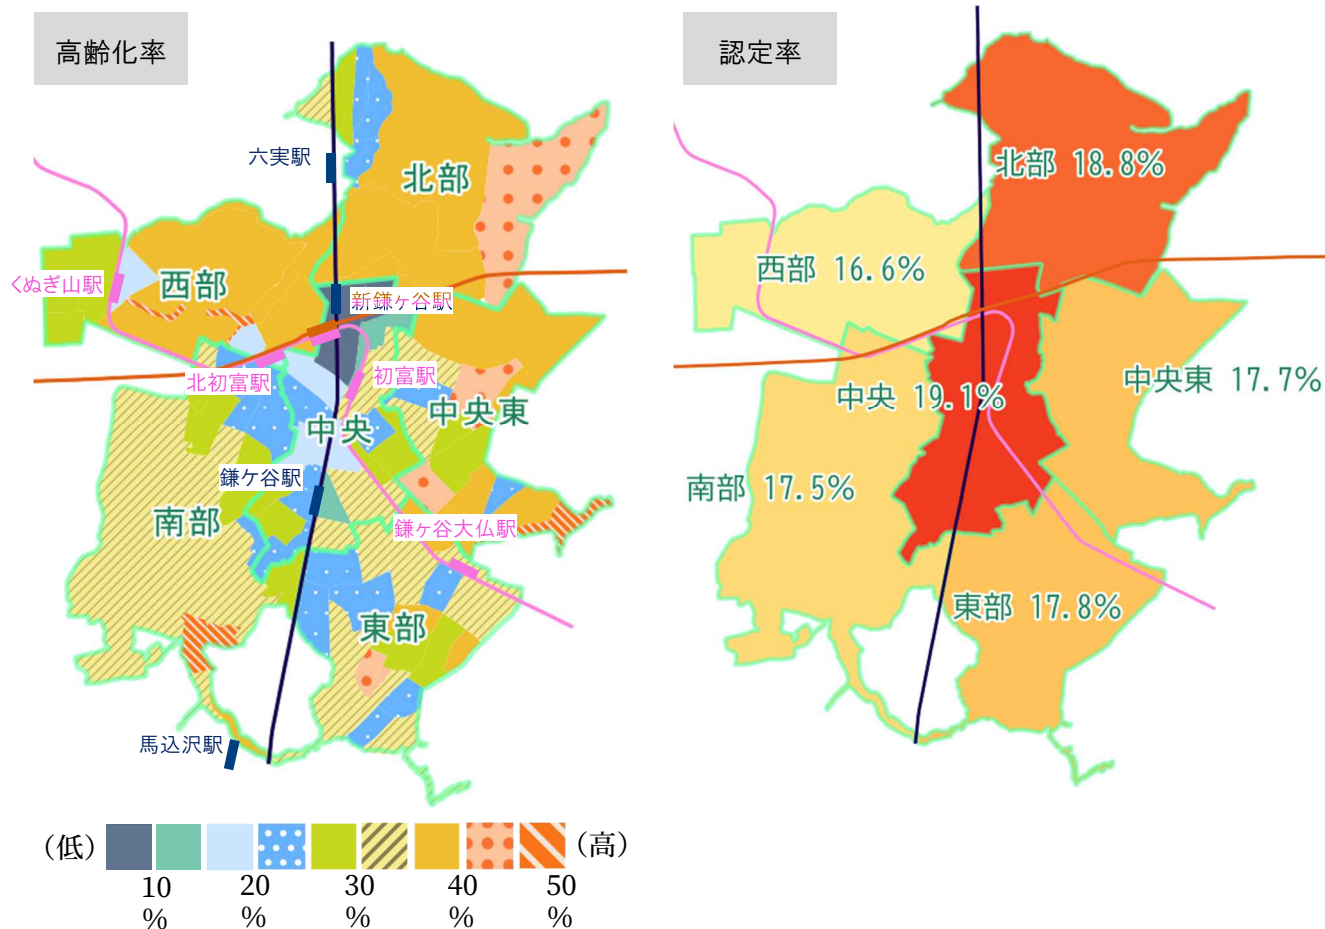 高齢化率
六実駅
北部
くぬぎ山駅
西部
新鎌ヶ谷駅
北初富駅
初富駅
中央東
中央
鎌ケ谷駅
南部
鎌ヶ谷大仏駅
東部
馬込沢駅
(低)
(高)
10
%
20
%
30
%
40
%
50
%
認定率
北部 18.8%
西部 16.6%
中央 19.1%
中央東 17.7%
南部 17.5%
東部 17.8%